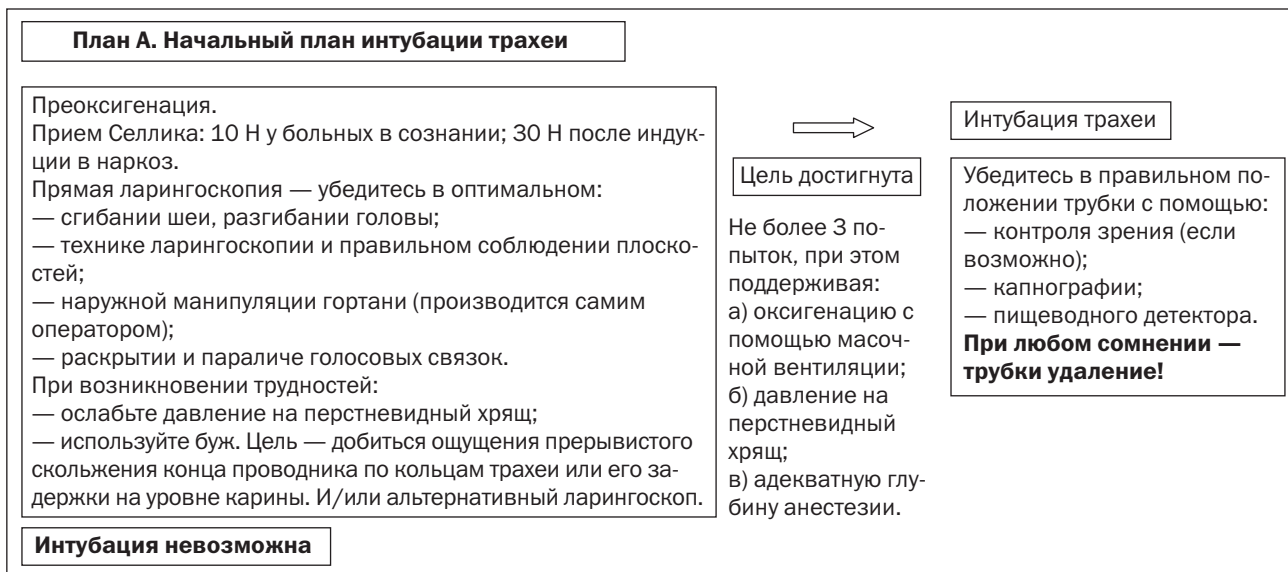 План А. Начальный план интубации трахеи
Преоксигенация.
Прием Селлика: 10 Н у больных в сознании; 30 Н после индук-
ции в наркоз.
Прямая ларингоскопия — убедитесь в оптимальном:
— сгибании шеи, разгибании головы;
— технике ларингоскопии и правильном соблюдении плоско-
стей;
— наружной манипуляции гортани (производится самим
оператором);
— раскрытии и параличе голосовых связок.
При возникновении трудностей:
— ослабьте давление на перстневидный хрящ;
— используйте буж. Цель — добиться ощущения прерывистого
скольжения конца проводника по кольцам трахеи или его за-
держки на уровне карины. И/или альтернативный ларингоскоп.
Интубация невозможна
Цель достигнута
Не более 3 по-
пыток, при этом
поддерживая:
а) оксигенацию с
помощью масоч-
ной вентиляции;
б) давление на
перстневидный
хрящ;
в) адекватную глу-
бину анестезии.
Интубация трахеи
Убедитесь в правильном по-
ложении трубки с помощью:
— контроля зрения (если
возможно);
— капнографии;
— пищеводного детектора.
При любом сомнении —
трубки удаление!